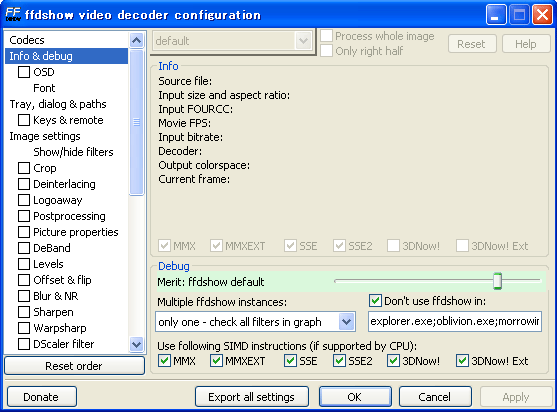 FF DShow ffdshow video decoder configuration
Codecs
Info & debug
OSD
Font
Tray, dialog & paths
Keys & remote
Image settings
Show/hide filters
Crop
Deinterlacing
Logoaway
Postprocessing
Picture properties
DeBand
Levels
Offset & flip
Blur & NR
Sharpen
Warpsharp
DScaler filter
Reset order
default
Process whole image
Only right half
Reset
Help
Info
Source file:
Input size and aspect ratio:
Input FOURCC:
Movie FPS:
Input bitrate:
Decoder:
Output colorspace:
Current frame:
MMX MMXEXT SSE SSE2 3DNow! 3DNow! Ext
Debug
Merit: ffdshow default
Multiple ffdshow instances:
only one - check all filters in graph
Don't use ffdshow in:
explorer.exe;oblivion.exe;morrowin
Use following SIMD instructions (if supported by CPU):
MMX MMXEXT SSE SSE2 3DNow! 3DNow! Ext
Donate Export all settings OK Cancel Apply